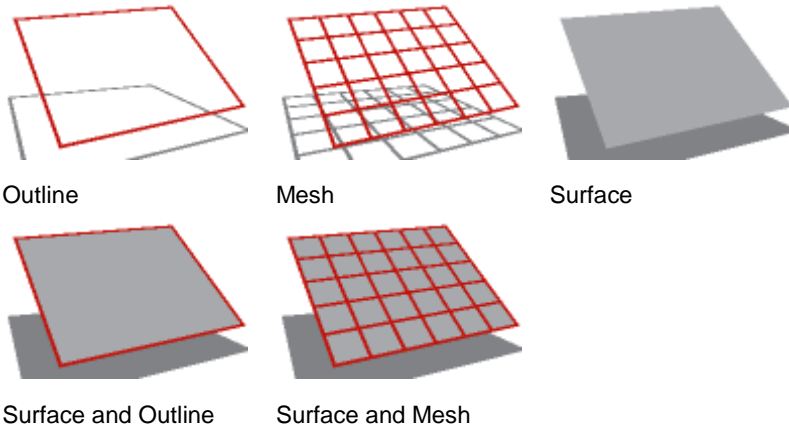 Outline
Mesh
Surface
Surface and Outline
Surface and Mesh